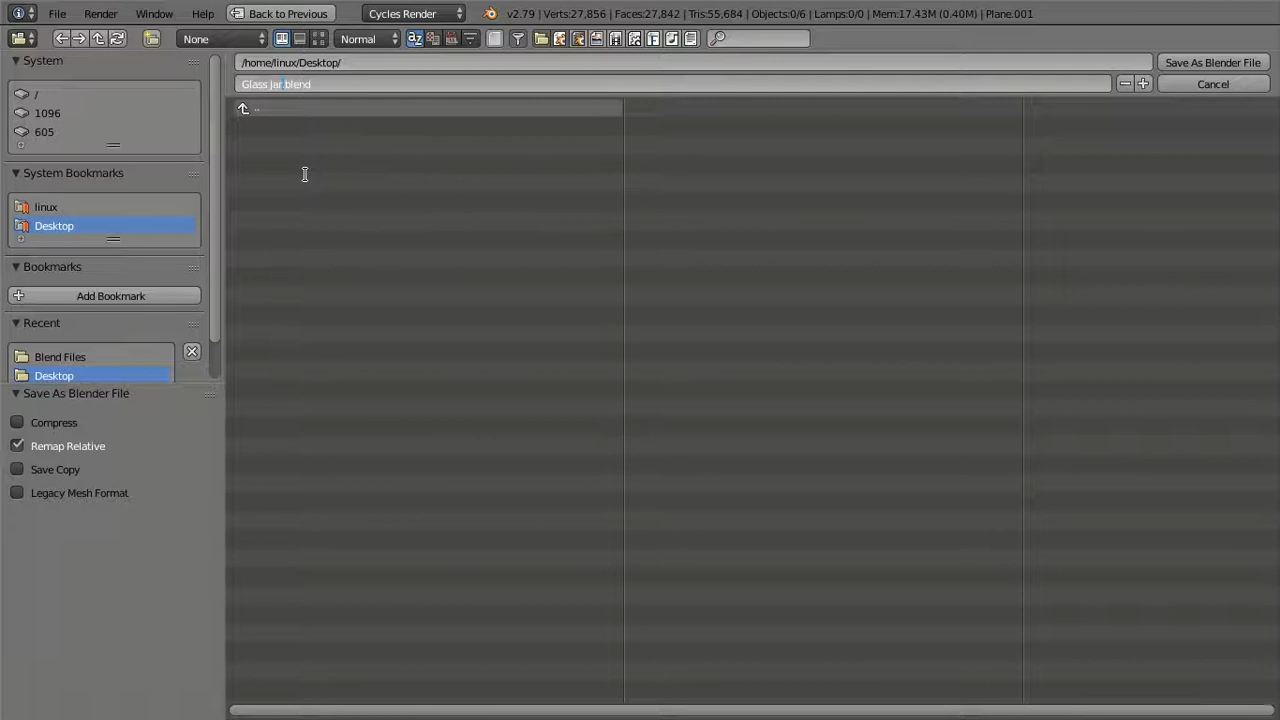 File Render Window Help Back to Previous Cycles Render v2.79 | Verts:27,856 | Faces:27,842 | Tris:55,684 | Objects:0/6 | Lamps:0/0 | Mem:17.43M (0.40M) | Plane.001
None Normal
System
/home/linux/Desktop/ Save As Blender File
Glass Jar.blend Cancel
/
..
1096
605
System Bookmarks
linux
Desktop
Bookmarks
Add Bookmark
Recent
Blend Files
Desktop
Save As Blender File
Compress
Remap Relative
Save Copy
Legacy Mesh Format